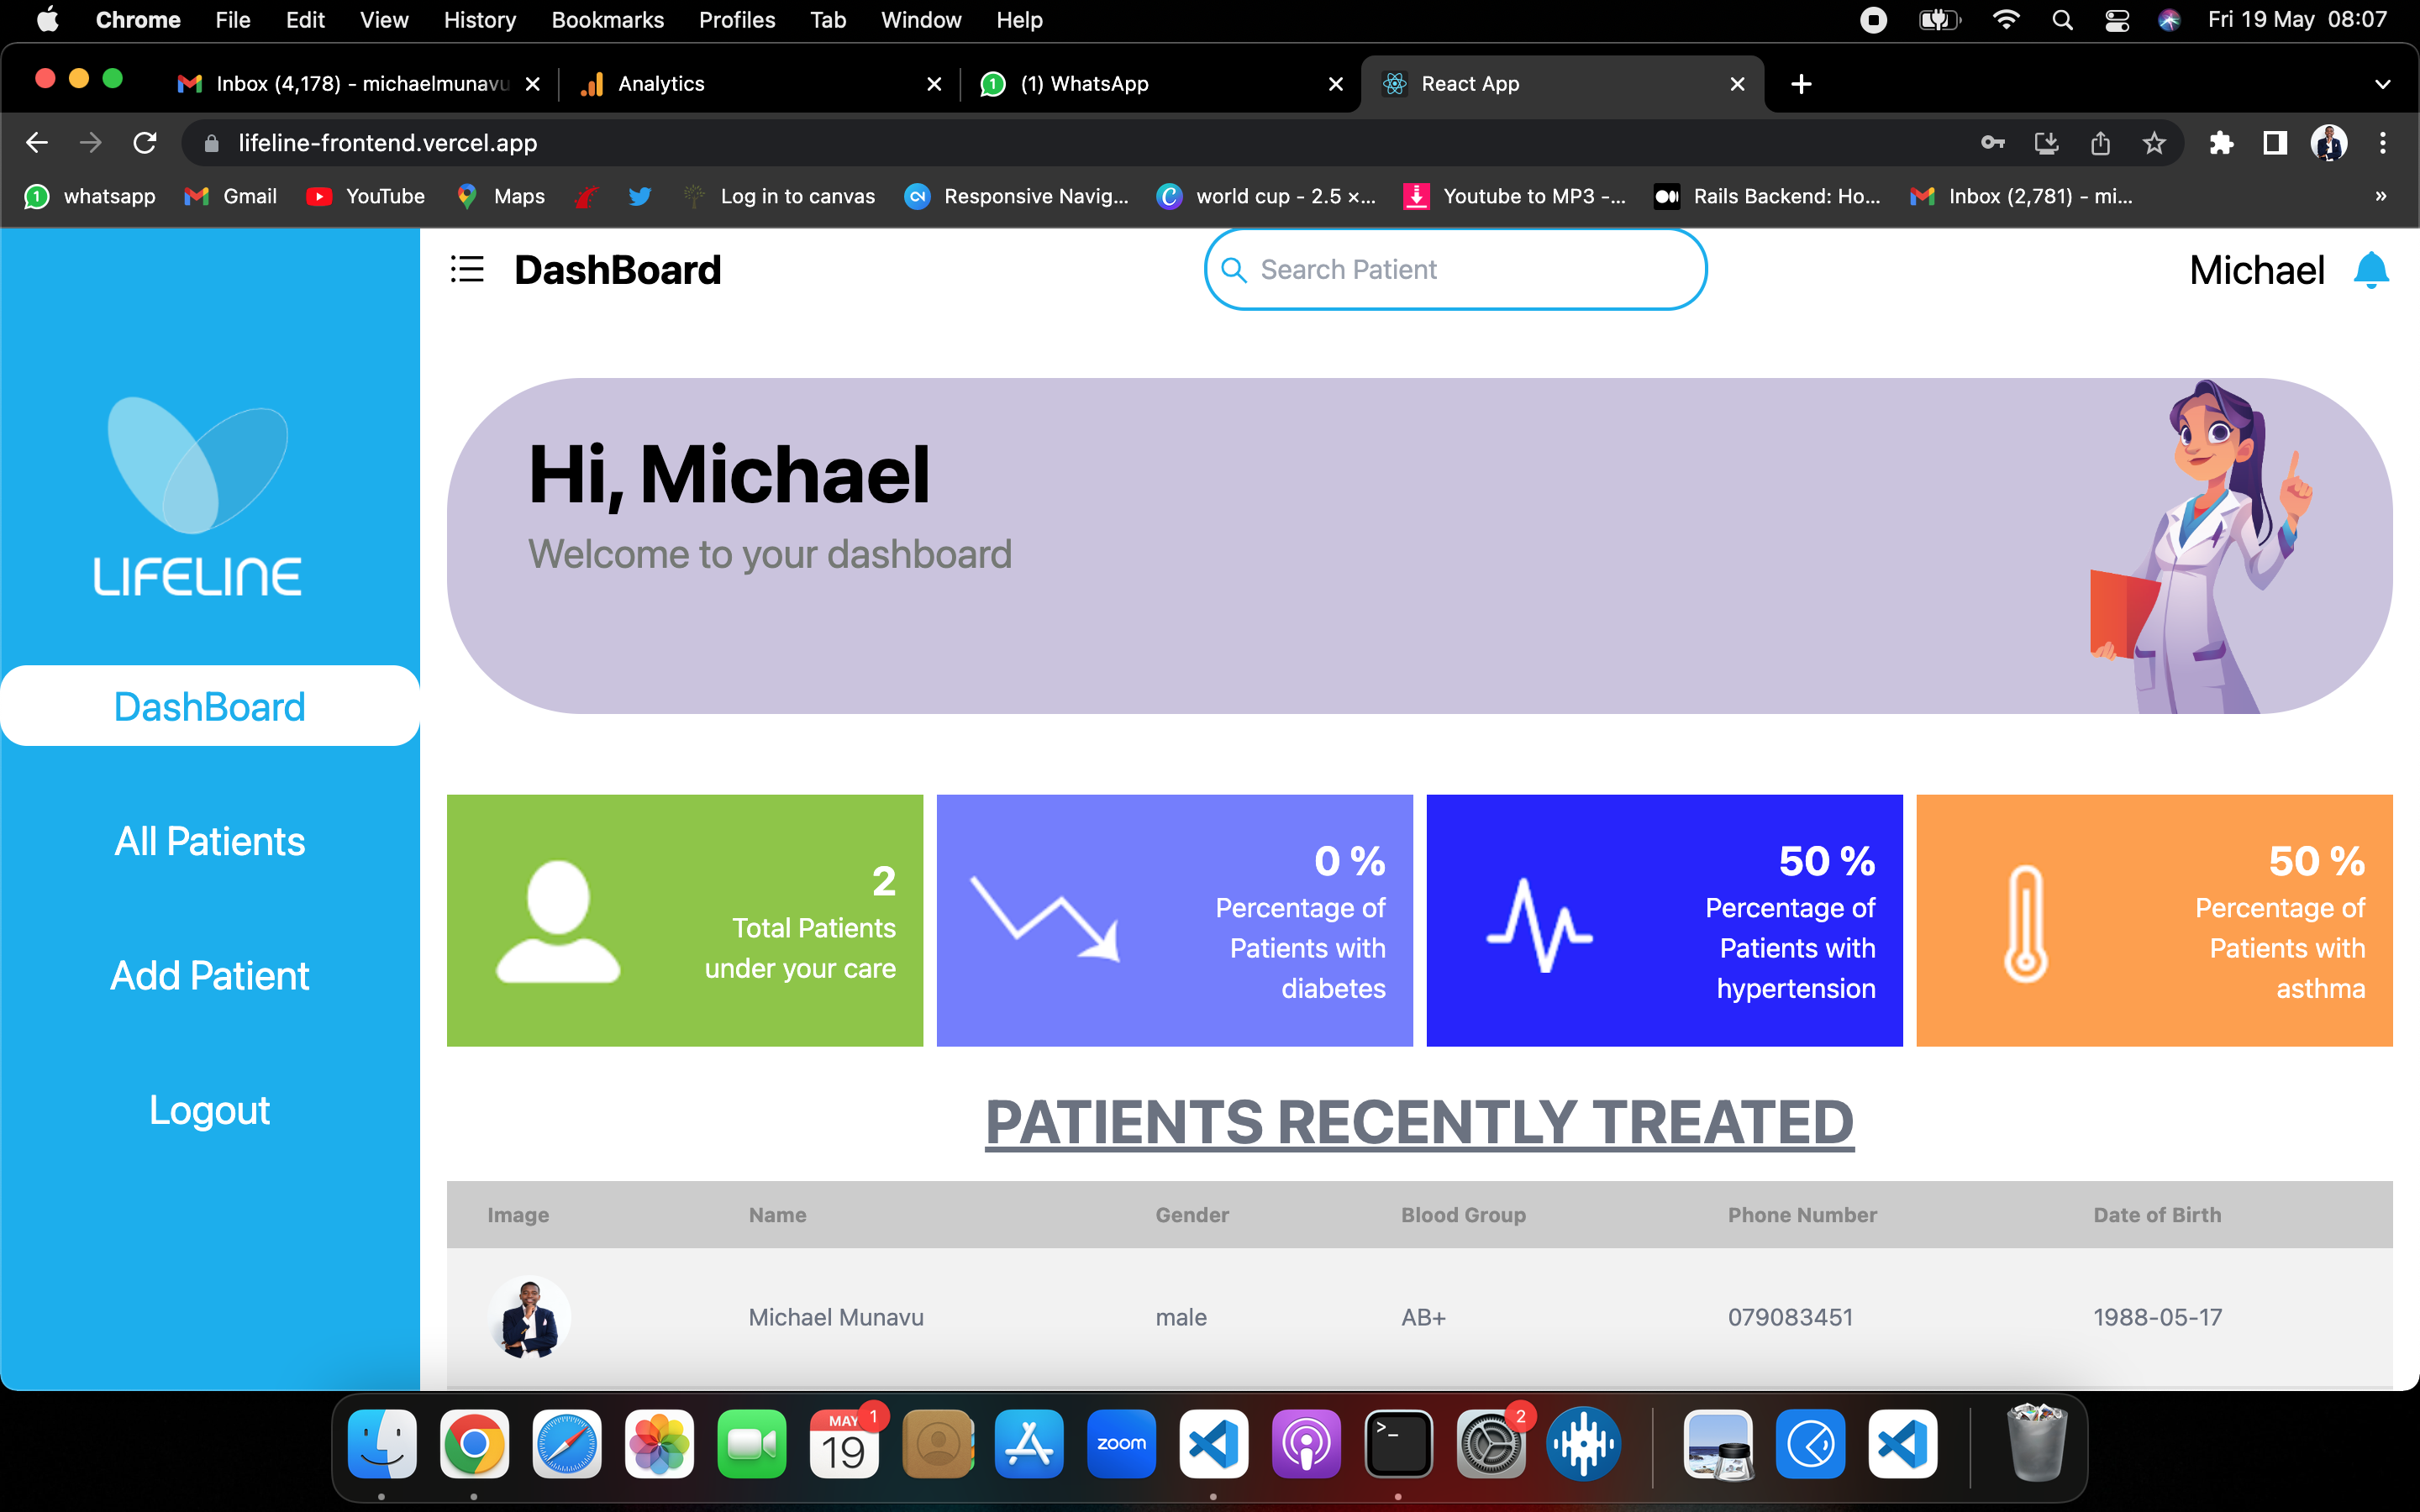 Chrome File Edit View History Bookmarks Profiles Tab Window Help Fri 19 May 08:07
Inbox (4,178) - michaelmunavu Analytics (1) WhatsApp React App
lifeline-frontend.vercel.app
whatsapp Gmail YouTube Maps Log in to canvas Responsive Navig... world cup - 2.5 ×... Youtube to MP3 -... Rails Backend: Ho... Inbox (2,781) - mi... »
DashBoard Search Patient Michael
Hi, Michael
Welcome to your dashboard
LIFELINE
DashBoard
All Patients
Add Patient
Logout
2
Total Patients
under your care
0 %
Percentage of
Patients with
diabetes
50 %
Percentage of
Patients with
hypertension
50 %
Percentage of
Patients with
asthma
PATIENTS RECENTLY TREATED
Image Name Gender Blood Group Phone Number Date of Birth
Michael Munavu male AB+ 079083451 1988-05-17
MAY 1
19
zoom
>_
2